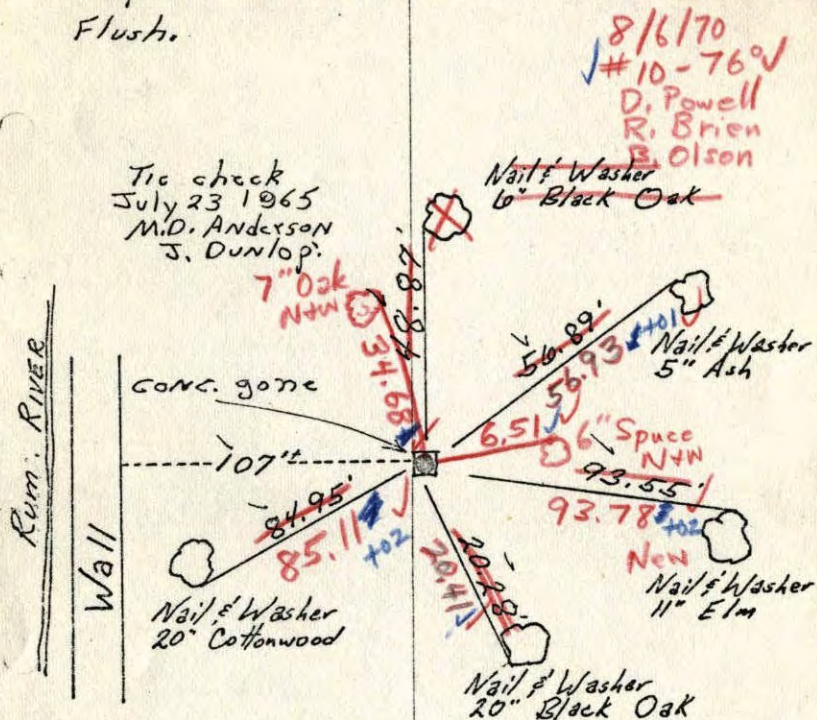 Flush.
8/6/70
#10-76°
D. Powell
R. Brien
B. Olson
Tie check
July 23 1965
M.D. Anderson
J. Dunlop.
Nail & Washer
6" Black Oak
7" Oak
N+W
48.87'
34.68
56.89'
56.93
+01
Nail & Washer
5" Ash
Rum. RIVER
Wall
CONC. gone
107'±
6.51
6" Spuce
N+W
93.55'
93.78
+02
New
Nail & Washer
11" Elm
84.95'
85.11
+02
Nail & Washer
20" Cottonwood
20.28'
20.41
Nail & Washer
20" Black Oak